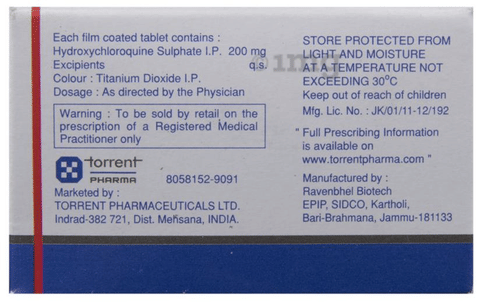 Each film coated tablet contains :
Hydroxychloroquine Sulphate I.P. 200 mg
Excipients q.s.
Colour : Titanium Dioxide I.P.
Dosage : As directed by the Physician
Warning : To be sold by retail on the
prescription of a Registered Medical
Practitioner only
torrent
PHARMA
8058152-9091
Marketed by :
TORRENT PHARMACEUTICALS LTD.
Indrad-382 721, Dist. Mehsana, INDIA.
STORE PROTECTED FROM
LIGHT AND MOISTURE
AT A TEMPERATURE NOT
EXCEEDING 30°C
Keep out of reach of children
Mfg. Lic. No. : JK/01/11-12/192
" Full Prescribing Information
is available on
www.torrentpharma.com "
Manufactured by :
Ravenbhel Biotech
EPIP, SIDCO, Kartholi,
Bari-Brahmana, Jammu-181133
1mg